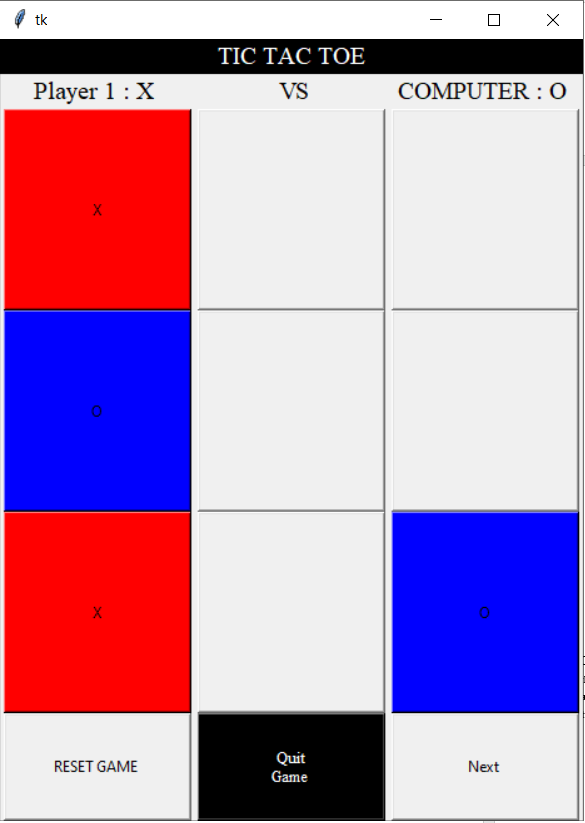 tk
TIC TAC TOE
Player 1 : X VS COMPUTER : O
X
O
X O
RESET GAME Quit Next
Game